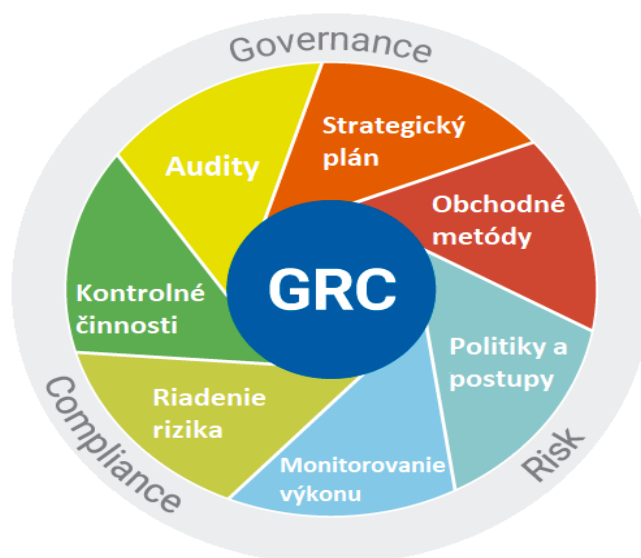 Governance
Strategický
plán
Obchodné
metódy
Politiky a
postupy
Risk
Monitorovanie
výkonu
Riadenie
rizika
Compliance
Kontrolné
činnosti
Audity
GRC